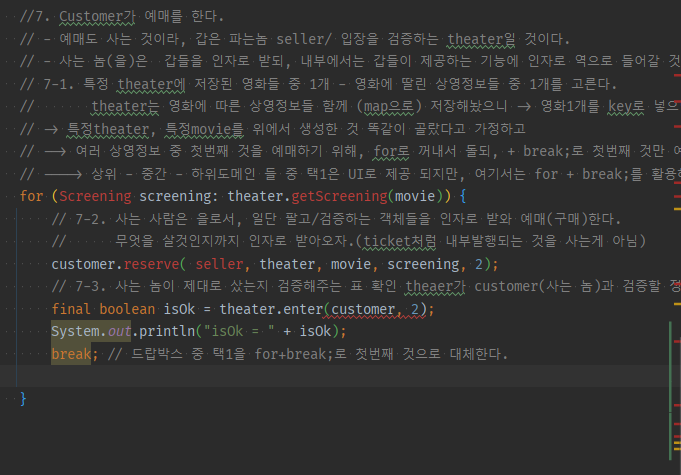 //7. Customer가 예매를 한다.
// - 예매도 사는 것이라, 갑은 파는놈 seller/ 입장을 검증하는 theater일 것이다.
// - 사는 놈(을)은  갑들을 인자로 받되, 내부에서는 갑들이 제공하는 기능에 인자로 역으로 들어갈 것
// 7-1. 특정 theater에 저장된 영화들 중 1개 - 영화에 딸린 상영정보들 중 1개를 고른다.
//      theater는 영화에 따른 상영정보들 함께 (map으로) 저장해놨으니 -> 영화1개를 key로 넣으
// -> 특정theater, 특정movie를 위에서 생성한 것 똑같이 골랐다고 가정하고
// --> 여러 상영정보 중 첫번째 것을 예매하기 위해, for로 꺼내서 돌되, + break;로 첫번째 것만 예
// ---> 상위 - 중간 - 하위도메인 들 중 택1은 UI로 제공 되지만, 여기서는 for + break;를 활용하
for (Screening screening: theater.getScreening(movie)) {
    // 7-2. 사는 사람은 을로서, 일단 팔고/검증하는 객체들을 인자로 받와 예매(구매)한다.
    //      무엇을 살것인지까지 인자로 받아오자.(ticket처럼 내부발행되는 것을 사는게 아님)
    customer.reserve( seller, theater, movie, screening, 2);
    // 7-3. 사는 놈이 제대로 샀는지 검증해주는 표 확인 theaer가 customer(사는 놈)과 검증할 정
    final boolean isOk = theater.enter(customer, 2);
    System.out.println("isOk = " + isOk);
    break; // 드랍박스 중 택1을 for+break;로 첫번째 것으로 대체한다.
}